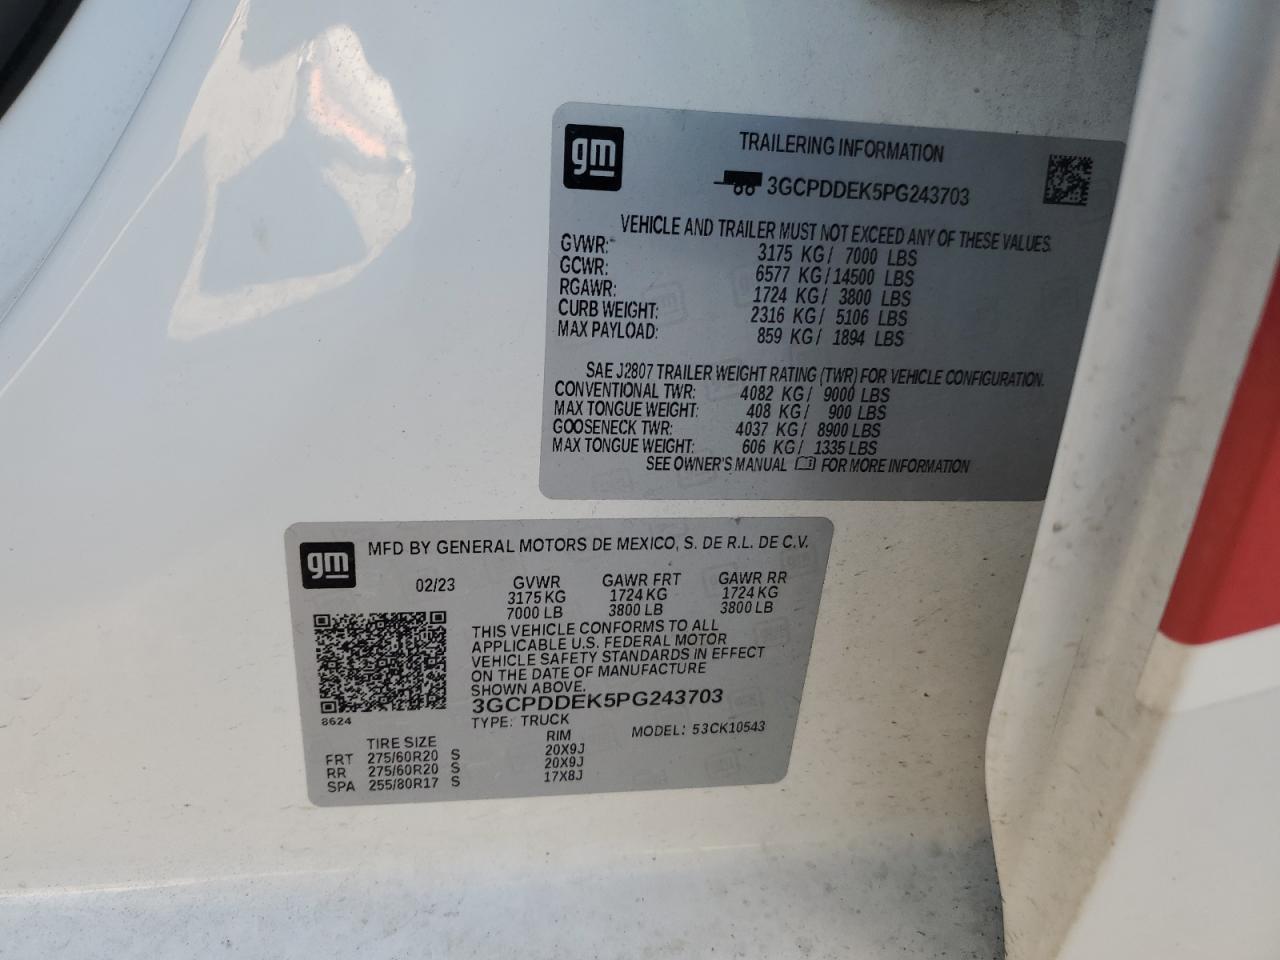 gm
TRAILERING INFORMATION
3GCPDDEK5PG243703
VEHICLE AND TRAILER MUST NOT EXCEED ANY OF THESE VALUES.
GVWR: 3175 KG/ 7000 LBS
GCWR: 6577 KG/14500 LBS
RGAWR: 1724 KG/ 3800 LBS
CURB WEIGHT: 2316 KG/ 5106 LBS
MAX PAYLOAD: 859 KG/ 1894 LBS
SAE J2807 TRAILER WEIGHT RATING (TWR) FOR VEHICLE CONFIGURATION.
CONVENTIONAL TWR: 4082 KG/ 9000 LBS
MAX TONGUE WEIGHT: 408 KG/ 900 LBS
GOOSENECK TWR: 4037 KG/ 8900 LBS
MAX TONGUE WEIGHT: 606 KG/ 1335 LBS
SEE OWNER'S MANUAL FOR MORE INFORMATION
gm
MFD BY GENERAL MOTORS DE MEXICO, S. DE R.L. DE C.V.
02/23 GVWR GAWR FRT GAWR RR
3175 KG 1724 KG 1724 KG
7000 LB 3800 LB 3800 LB
THIS VEHICLE CONFORMS TO ALL
APPLICABLE U.S. FEDERAL MOTOR
VEHICLE SAFETY STANDARDS IN EFFECT
ON THE DATE OF MANUFACTURE
SHOWN ABOVE.
3GCPDDEK5PG243703
8624 TYPE: TRUCK MODEL: 53CK10543
TIRE SIZE RIM
FRT 275/60R20 S 20X9J
RR 275/60R20 S 20X9J
SPA 255/80R17 S 17X8J